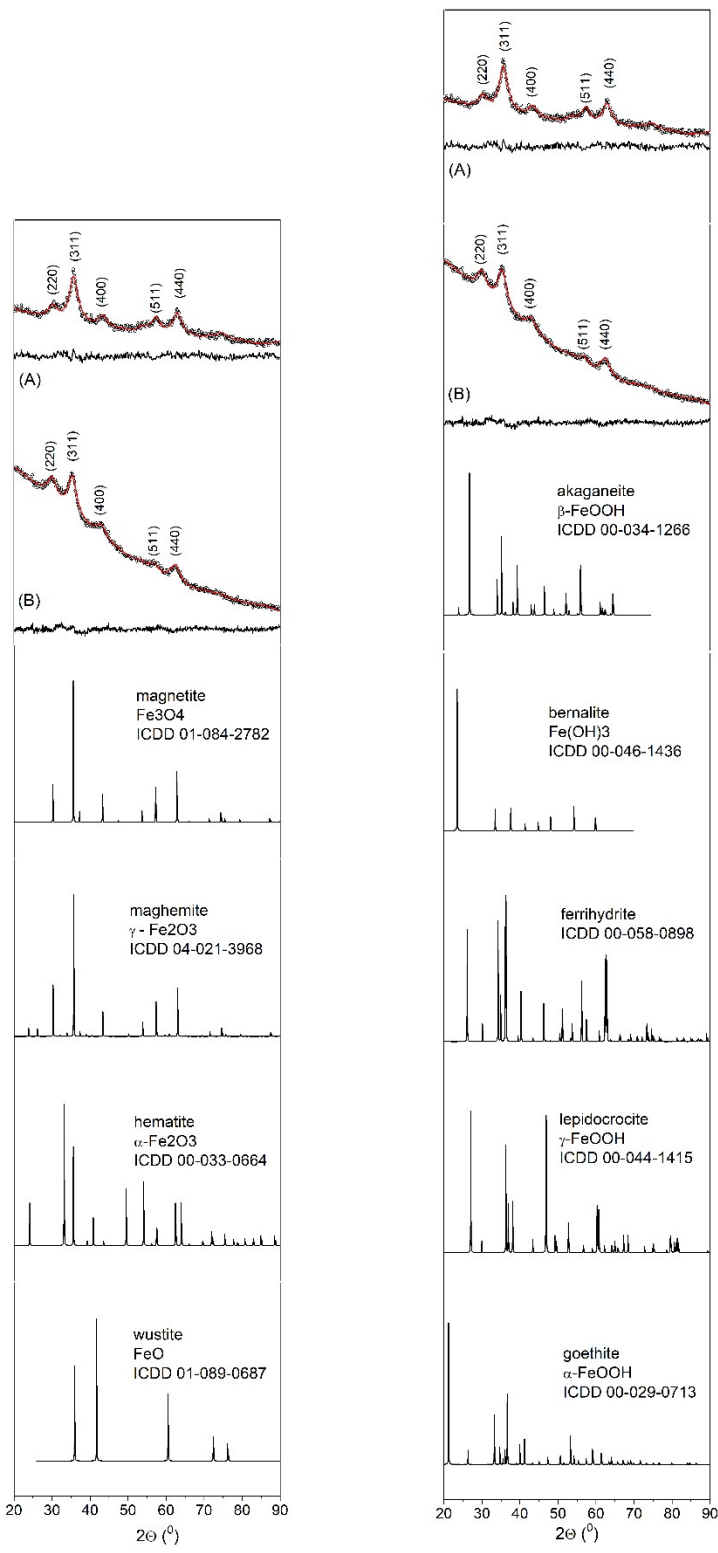 (220)
(311)
(400)
(511)
(440)
(A)
(220)
(311)
(400)
(511)
(440)
(B)
magnetite
Fe3O4
ICDD 01-084-2782
maghemite
γ - Fe2O3
ICDD 04-021-3968
hematite
α-Fe2O3
ICDD 00-033-0664
wustite
FeO
ICDD 01-089-0687
20 30 40 50 60 70 80 90
2Θ (⁰)
(220)
(311)
(400)
(511)
(440)
(A)
(220)
(311)
(400)
(511)
(440)
(B)
akaganeite
β-FeOOH
ICDD 00-034-1266
bernalite
Fe(OH)3
ICDD 00-046-1436
ferrihydrite
ICDD 00-058-0898
lepidocrocite
γ-FeOOH
ICDD 00-044-1415
goethite
α-FeOOH
ICDD 00-029-0713
20 30 40 50 60 70 80 90
2Θ (⁰)